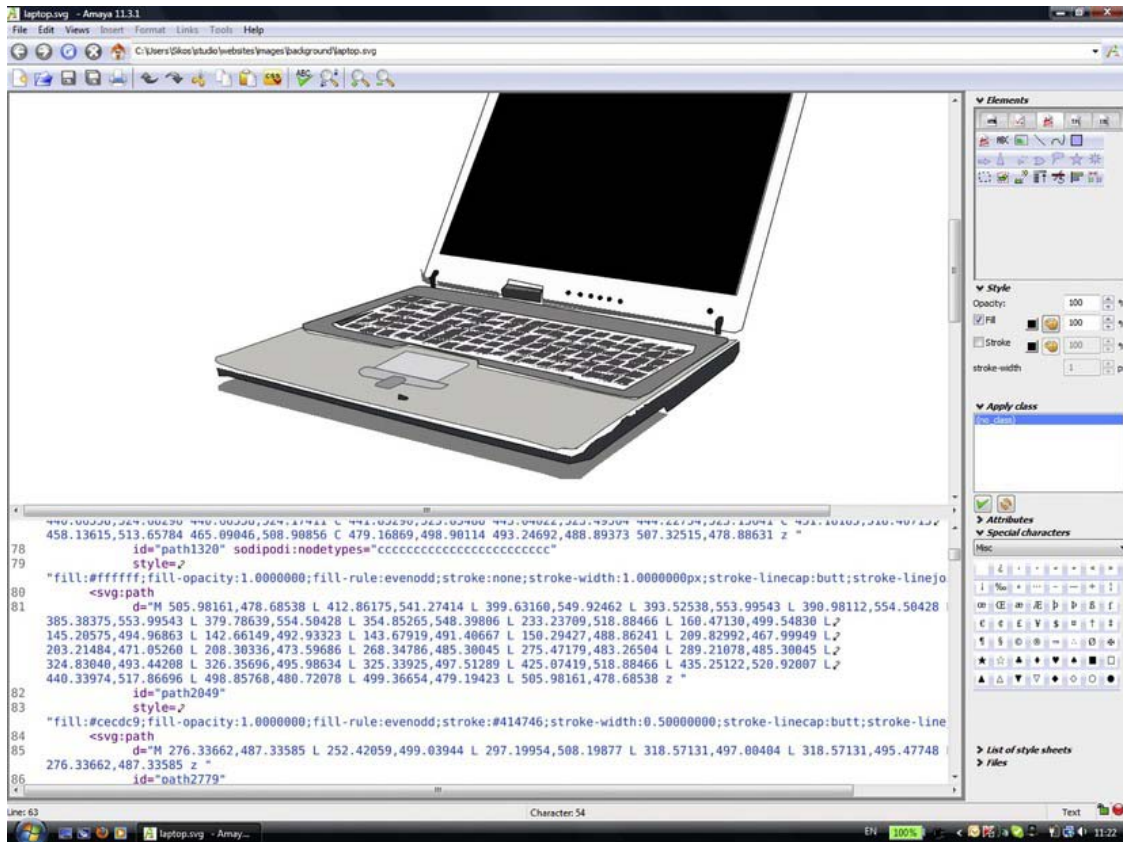 laptop.svg - Amaya 11.3.1
File Edit Views Insert Format Links Tools Help
C:\Users\Sikos\studio\websites\images\background\laptop.svg
Elements
Style
Opacity: 100
Fill 100
Stroke 100
stroke-width 1
Apply class
(no_class)
Attributes
Special characters
Misc
List of style sheets
Files
458.13615,513.65784 465.09046,508.90856 C 479.16869,498.90114 493.24692,488.89373 507.32515,478.88631 z "
78 id="path1320" sodipodi:nodetypes="cccccccccccccccccccccccccc"
79 style=
"fill:#ffffff;fill-opacity:1.0000000;fill-rule:evenodd;stroke:none;stroke-width:1.0000000px;stroke-linecap:butt;stroke-linejo
80 <svg:path
81 d="M 505.98161,478.68538 L 412.86175,541.27414 L 399.63160,549.92462 L 393.52538,553.99543 L 390.98112,554.50428
385.38375,553.99543 L 379.78639,554.50428 L 354.85265,548.39806 L 233.23709,518.88466 L 160.47130,499.54830 L
145.20575,494.96863 L 142.66149,492.93323 L 143.67919,491.40667 L 150.29427,488.86241 L 209.82992,467.99949 L
203.21484,471.05260 L 208.30336,473.59686 L 268.34786,485.30045 L 275.47179,483.26504 L 289.21078,485.30045 L
324.83040,493.44208 L 326.35696,495.98634 L 325.33925,497.51289 L 425.07419,518.88466 L 435.25122,520.92007 L
440.33974,517.86696 L 498.85768,480.72078 L 499.36654,479.19423 L 505.98161,478.68538 z "
82 id="path2049"
83 style=
"fill:#cecdc9;fill-opacity:1.0000000;fill-rule:evenodd;stroke:#414746;stroke-width:0.50000000;stroke-linecap:butt;stroke-line
84 <svg:path
85 d="M 276.33662,487.33585 L 252.42059,499.03944 L 297.19954,508.19877 L 318.57131,497.00404 L 318.57131,495.47748
276.33662,487.33585 z "
86 id="path2779"
Line: 63 Character: 54 Text
laptop.svg - Amay... EN 100% 11:22